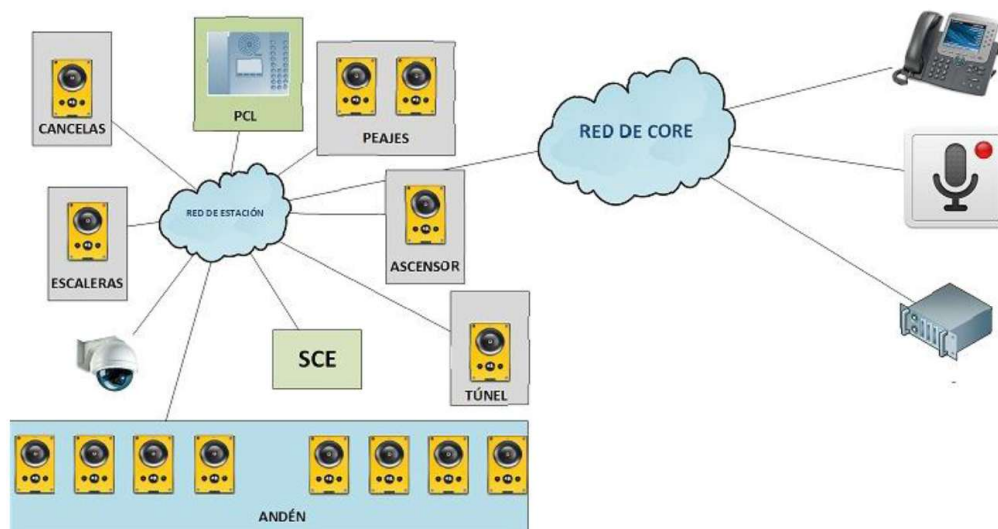 CANCELAS
PCL
PEAJES
RED DE CORE
RED DE ESTACIÓN
ESCALERAS
ASCENSOR
SCE
TÚNEL
ANDÉN